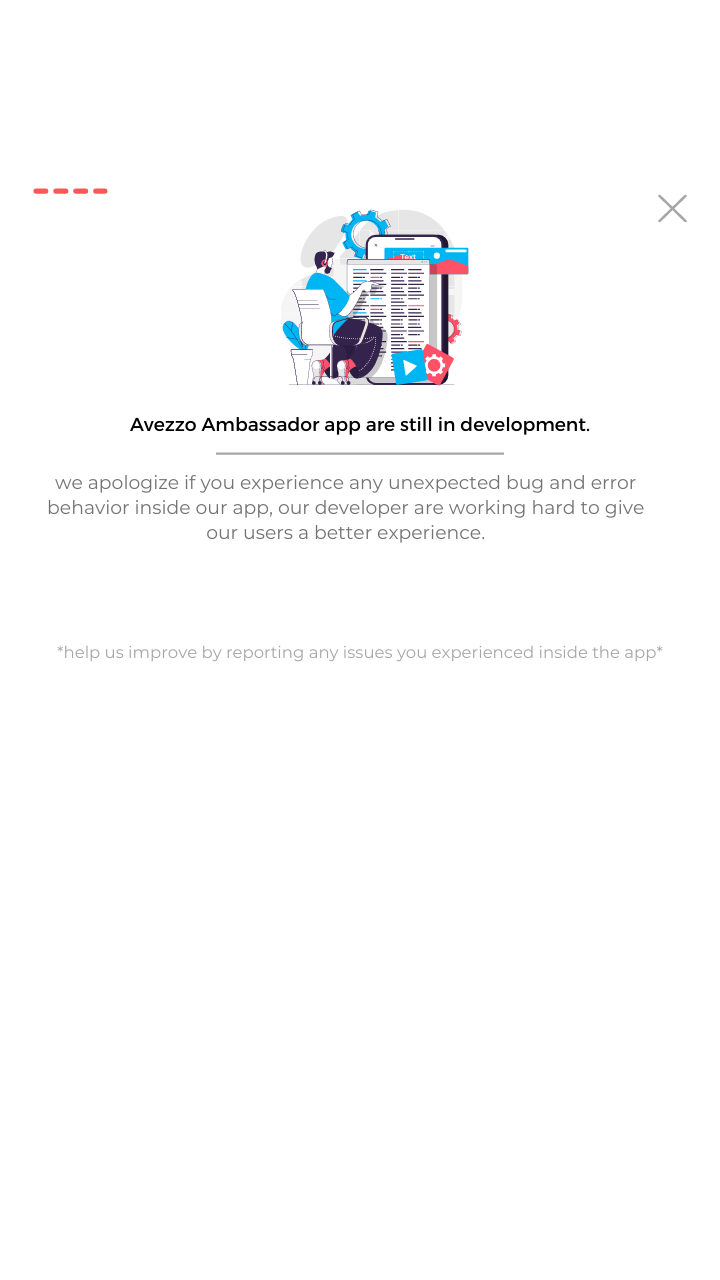 Text
Avezzo Ambassador app are still in development.
we apologize if you experience any unexpected bug and error
behavior inside our app, our developer are working hard to give
our users a better experience.
*help us improve by reporting any issues you experienced inside the app*